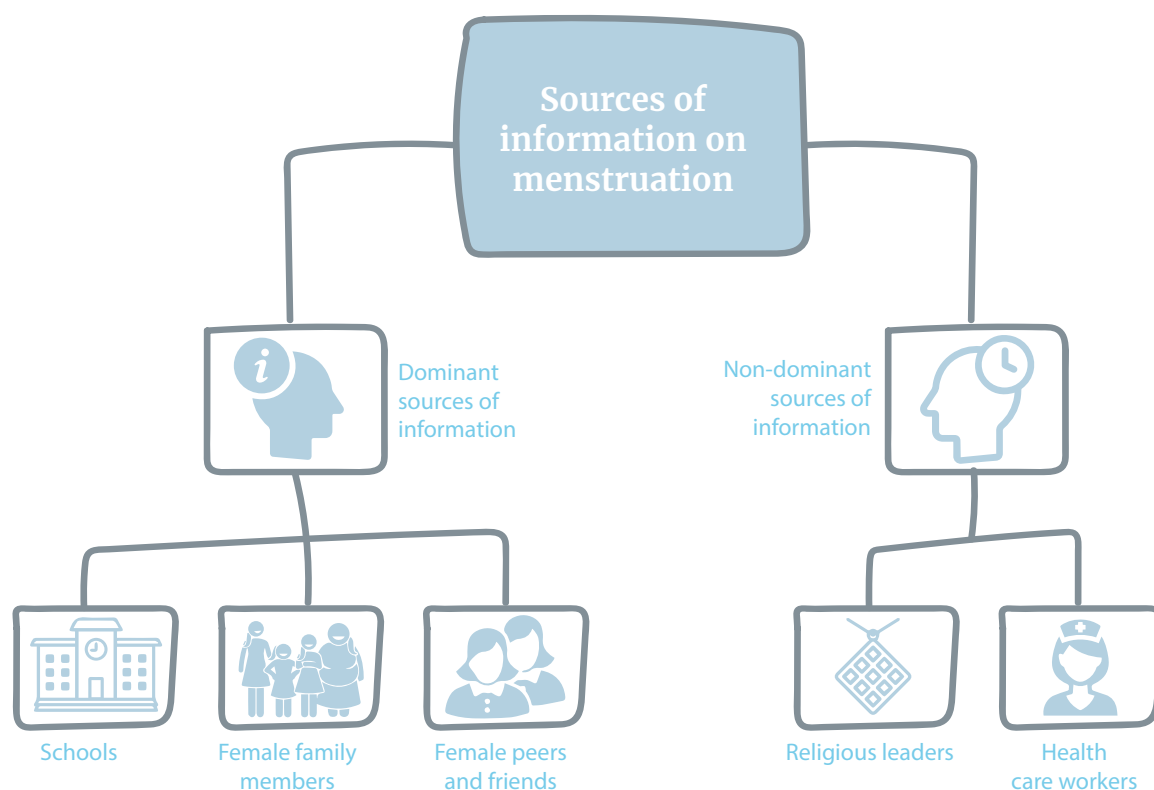 Sources of
information on
menstruation
Dominant
sources of
information
Non-dominant
sources of
information
Schools
Female family
members
Female peers
and friends
Religious leaders
Health
care workers